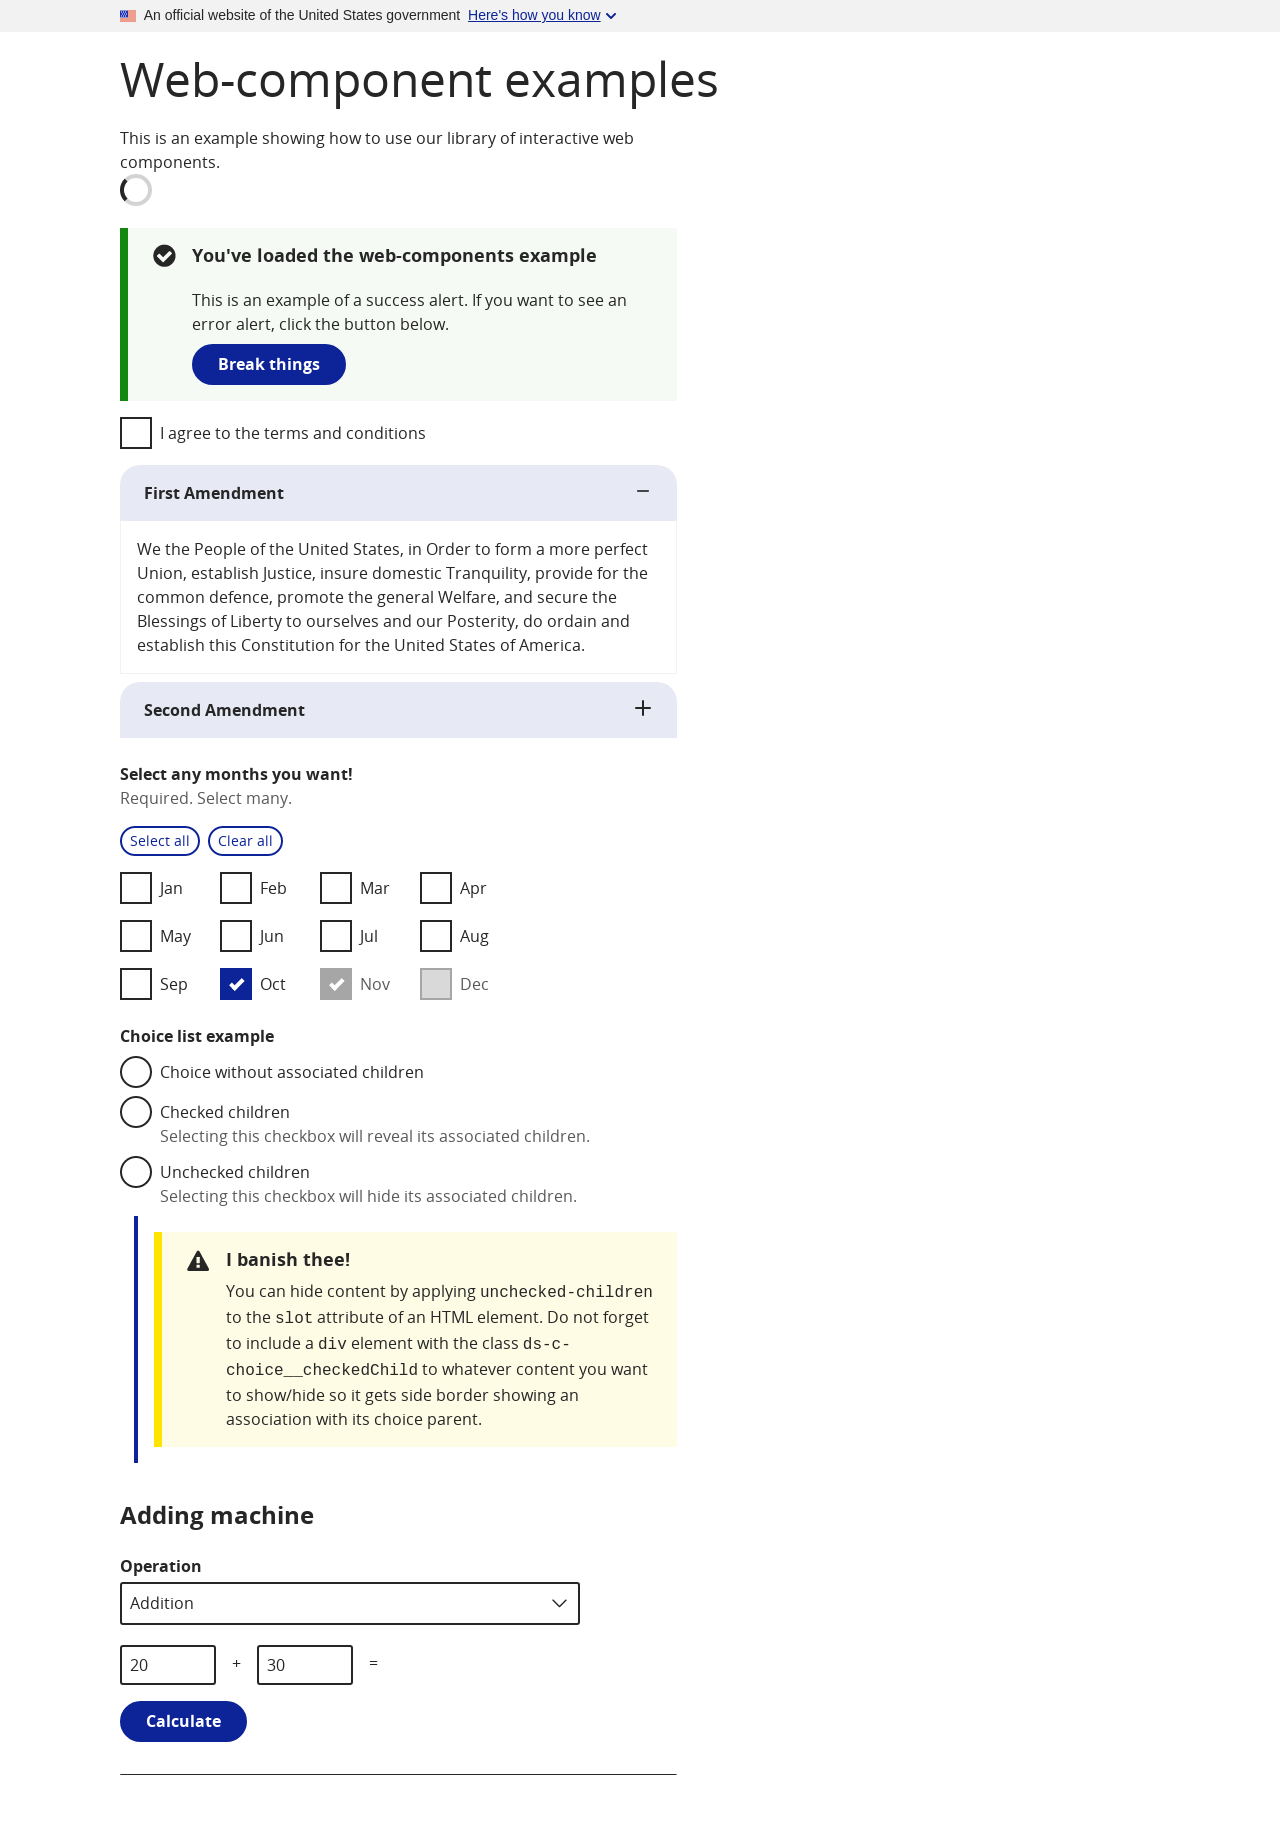 An official website of the United States government Here's how you know
Web-component examples
This is an example showing how to use our library of interactive web
components.
You've loaded the web-components example
This is an example of a success alert. If you want to see an
error alert, click the button below.
Break things
I agree to the terms and conditions
First Amendment
We the People of the United States, in Order to form a more perfect
Union, establish Justice, insure domestic Tranquility, provide for the
common defence, promote the general Welfare, and secure the
Blessings of Liberty to ourselves and our Posterity, do ordain and
establish this Constitution for the United States of America.
Second Amendment
Select any months you want!
Required. Select many.
Select all Clear all
Jan Feb Mar Apr
May Jun Jul Aug
Sep Oct Nov Dec
Choice list example
Choice without associated children
Checked children
Selecting this checkbox will reveal its associated children.
Unchecked children
Selecting this checkbox will hide its associated children.
I banish thee!
You can hide content by applying unchecked-children
to the slot attribute of an HTML element. Do not forget
to include a div element with the class ds-c-
choice__checkedChild to whatever content you want
to show/hide so it gets side border showing an
association with its choice parent.
Adding machine
Operation
Addition
20 + 30 =
Calculate